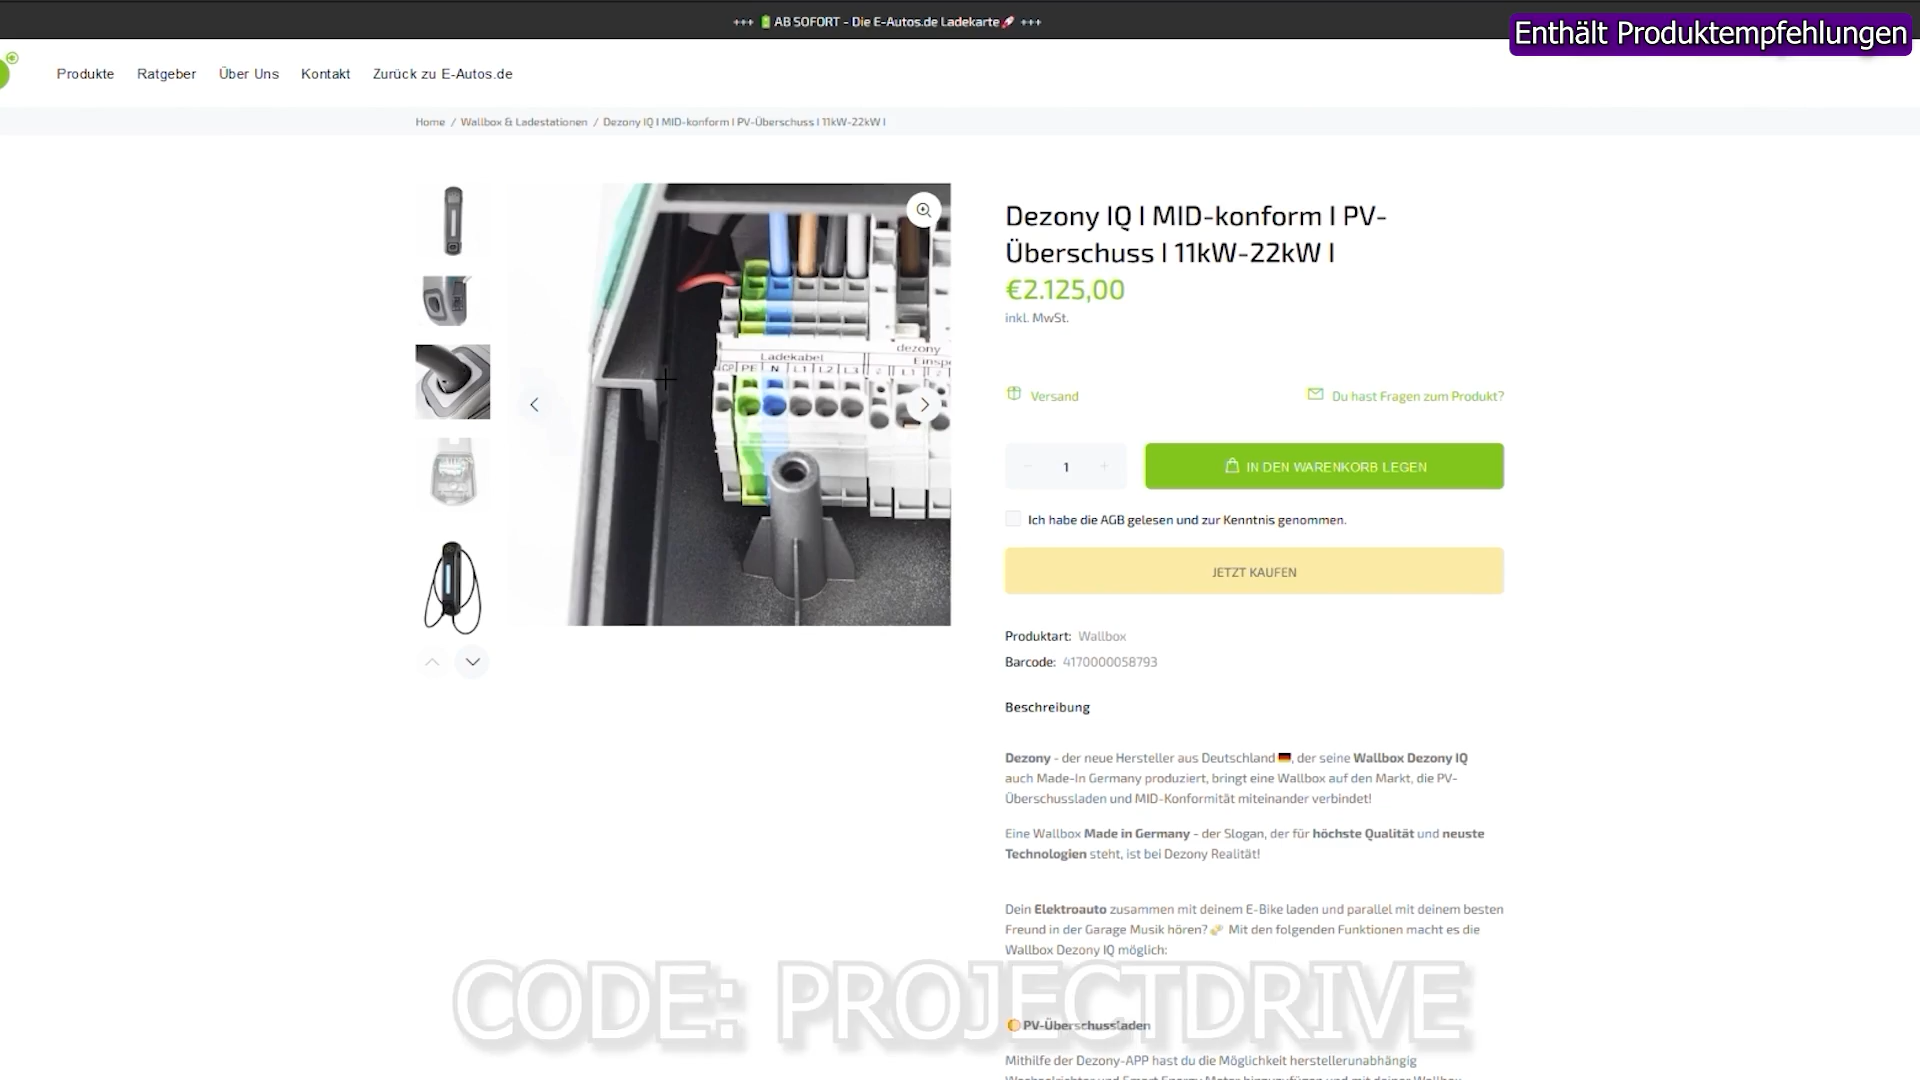 +++ 🔋AB SOFORT - Die E-Autos.de Ladekarte🚀 +++
Enthält Produktempfehlungen
Produkte Ratgeber Über Uns Kontakt Zurück zu E-Autos.de
Home / Wallbox & Ladestationen / Dezony IQ I MID-konform I PV-Überschuss I 11kW-22kW I
dezony
Ladekabel
CP PE N L1 L2 L3 L1
Dezony IQ I MID-konform I PV-
Überschuss I 11kW-22kW I
€2.125,00
inkl. MwSt.
Versand Du hast Fragen zum Produkt?
− 1 + IN DEN WARENKORB LEGEN
Ich habe die AGB gelesen und zur Kenntnis genommen.
JETZT KAUFEN
Produktart: Wallbox
Barcode: 4170000058793
Beschreibung
Dezony - der neue Hersteller aus Deutschland 🇩🇪, der seine Wallbox Dezony IQ
auch Made-In Germany produziert, bringt eine Wallbox auf den Markt, die PV-
Überschussladen und MID-Konformität miteinander verbindet!
Eine Wallbox Made in Germany - der Slogan, der für höchste Qualität und neuste
Technologien steht, ist bei Dezony Realität!
Dein Elektroauto zusammen mit deinem E-Bike laden und parallel mit deinem besten
Freund in der Garage Musik hören? Mit den folgenden Funktionen macht es die
Wallbox Dezony IQ möglich:
CODE: PROJECTDRIVE
PV-Überschussladen
Mithilfe der Dezony-APP hast du die Möglichkeit herstellerunabhängig